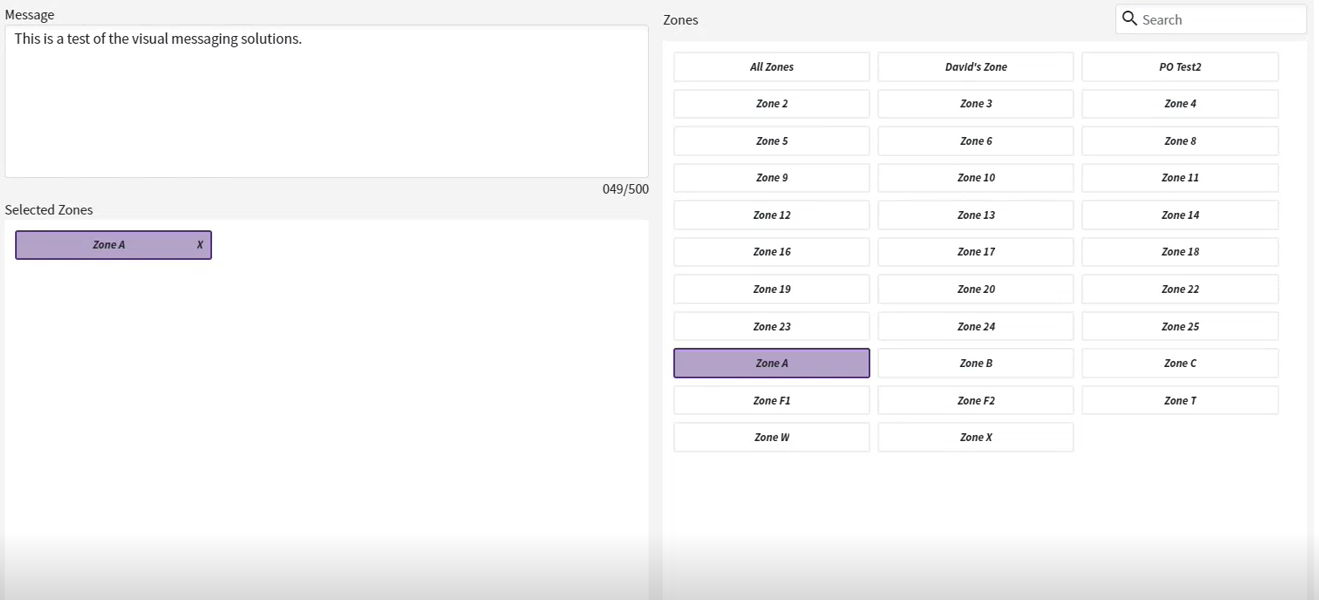 Message
This is a test of the visual messaging solutions.
049/500
Selected Zones
Zone A X
Zones
Search
All Zones David's Zone PO Test2
Zone 2 Zone 3 Zone 4
Zone 5 Zone 6 Zone 8
Zone 9 Zone 10 Zone 11
Zone 12 Zone 13 Zone 14
Zone 16 Zone 17 Zone 18
Zone 19 Zone 20 Zone 22
Zone 23 Zone 24 Zone 25
Zone A Zone B Zone C
Zone F1 Zone F2 Zone T
Zone W Zone X